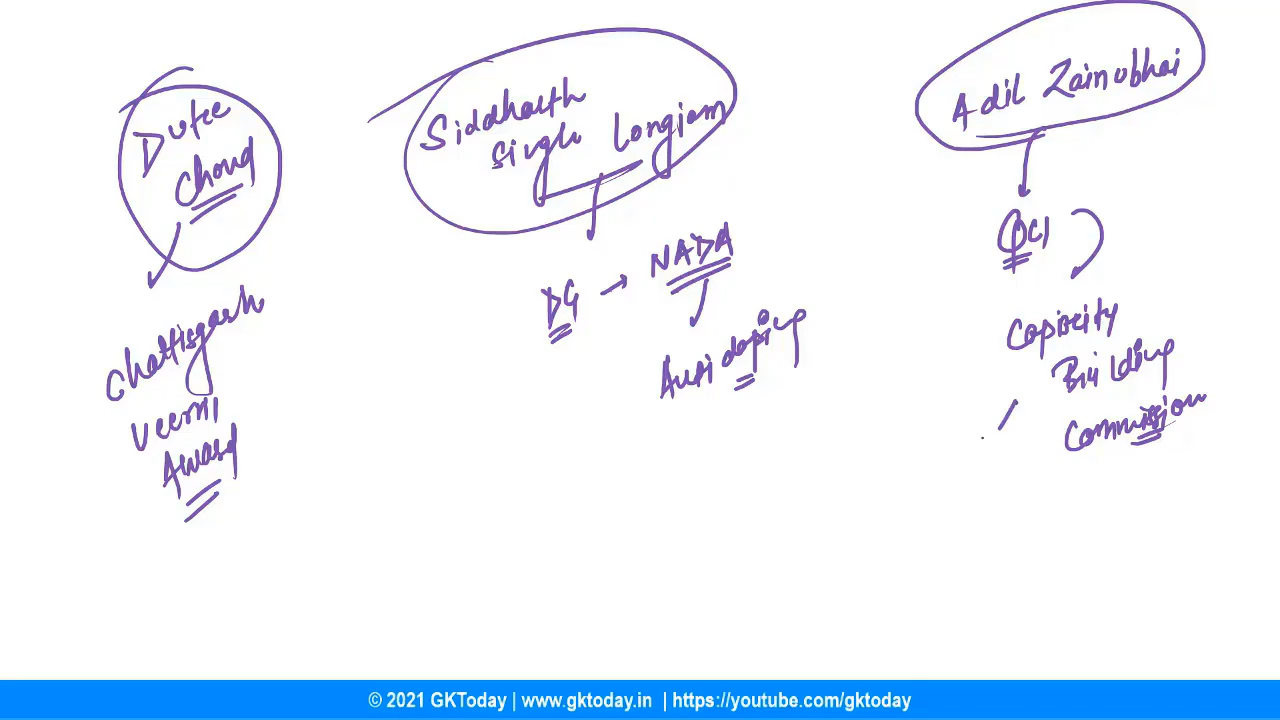 Dutee
Chand
Chattisgarh
Veerni
Award
Siddharth
Singh Longjam
DG → NADA
Anti doping
Adil Zainubhai
QCI
Capacity
Building
Commission
© 2021 GKToday | www.gktoday.in | https://youtube.com/gktoday